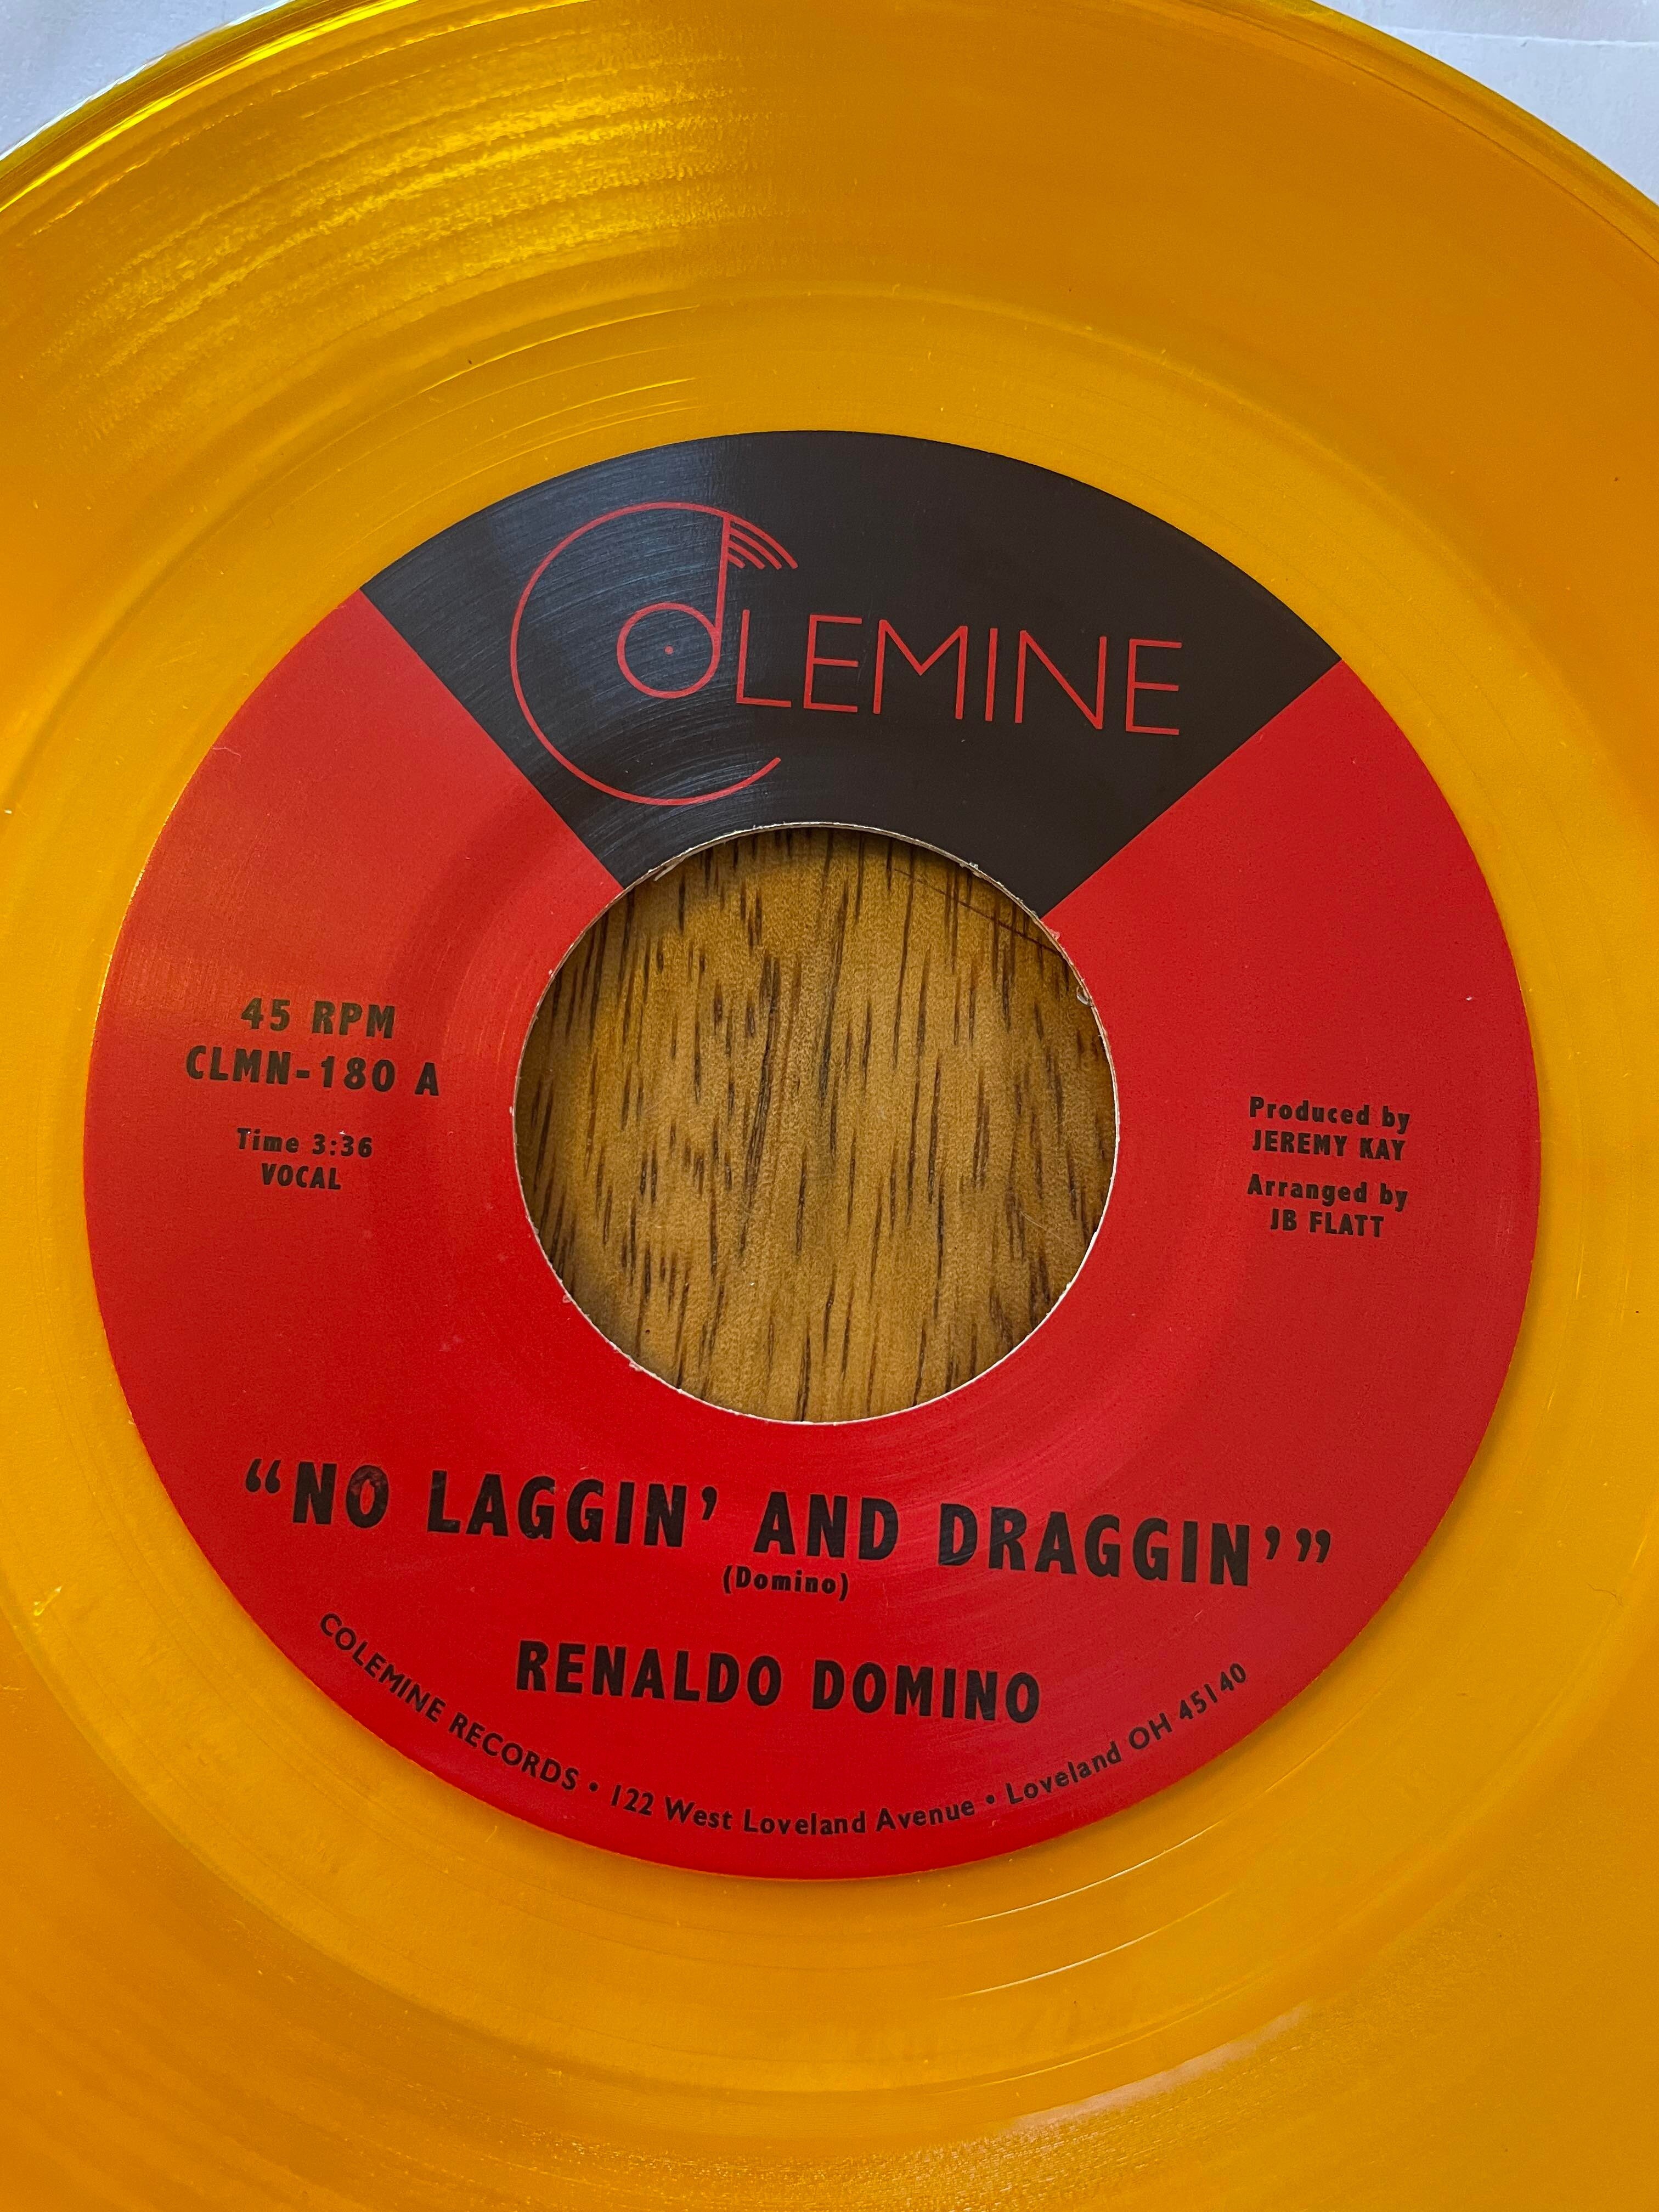 COLEMINE
45 RPM
CLMN-180 A
Time 3:36
VOCAL
Produced by
JEREMY KAY
Arranged by
JB FLATT
“NO LAGGIN’ AND DRAGGIN’”
(Domino)
RENALDO DOMINO
COLEMINE RECORDS • 122 West Loveland Avenue • Loveland OH 45140